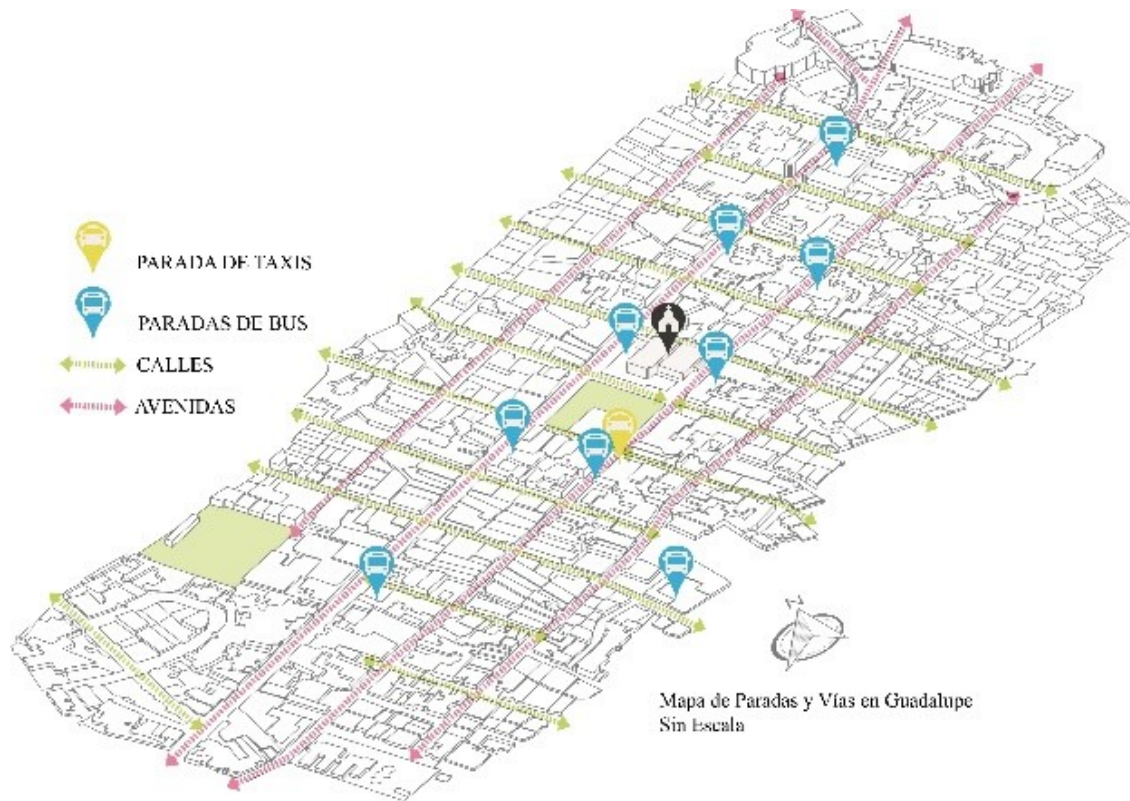 PARADA DE TAXIS
PARADAS DE BUS
CALLES
AVENIDAS
Mapa de Paradas y Vías en Guadalupe
Sin Escala